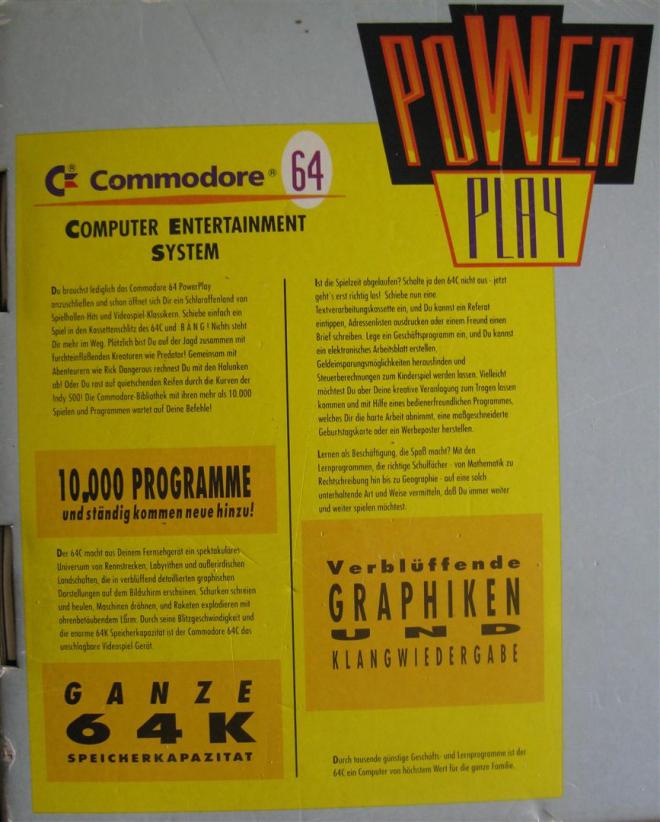 POWER
PLAY
Commodore® 64
COMPUTER ENTERTAINMENT
SYSTEM
Du brauchst lediglich das Commodore 64 PowerPlay
anzuschließen und schon öffnet sich Dir ein Schlaraffenland von
Spielhallen-Hits und Videospiel-Klassikern. Schiebe einfach ein
Spiel in den Kassettenschlitz des 64C und B A N G ! Nichts steht
Dir mehr im Weg. Plötzlich bist Du auf der Jagd zusammen mit
furchteinflößenden Kreaturen wie Predator! Gemeinsam mit
Abenteurern wie Rick Dangerous rechnest Du mit den Halunken
ab! Oder Du rast auf quietschenden Reifen durch die Kurven der
Indy 500! Die Commodore-Bibliothek mit ihren mehr als 10.000
Spielen und Programmen wartet auf Deine Befehle!
10,000 PROGRAMME
und ständig kommen neue hinzu!
Der 64C macht aus Deinem Fernsehgerät ein spektakuläres
Universum von Rennstrecken, Labyrithen und außerirdischen
Landschaften, die in verblüffend detaillierten graphischen
Darstellungen auf dem Bildschirm erscheinen. Schurken schreien
und heulen, Maschinen dröhnen, und Raketen explodieren mit
ohrenbetäubendem Lärm. Durch seine Blitzgeschwindigkeit und
die enorme 64K Speicherkapazität ist der Commodore 64C das
unschlagbare Videospiel-Gerät.
GANZE
64K
SPEICHERKAPAZITAT
Ist die Spielzeit abgelaufen? Schalte ja den 64C nicht aus - jetzt
geht's erst richtig los! Schiebe nun eine
Textverarbeitungskassette ein, und Du kannst ein Referat
eintippen, Adressenlisten ausdrucken oder einem Freund einen
Brief schreiben. Lege ein Geschäftsprogramm ein, und Du kannst
ein elektronisches Arbeitsblatt erstellen,
Geldeinsparungsmöglichkeiten herausfinden und
Steuerberechnungen zum Kinderspiel werden lassen. Vielleicht
möchtest Du aber Deine kreative Veranlagung zum Tragen lassen
kommen und mit Hilfe eines bedienerfreundlichen Programmes,
welches Dir die harte Arbeit abnimmt, eine maßgeschneiderte
Geburtstagskarte oder ein Werbeposter herstellen.
Lernen als Beschäftigung, die Spaß macht? Mit den
Lernprogrammen, die richtige Schulfächer - von Mathematik zu
Rechtschreibung hin bis zu Geographie - auf eine solch
unterhaltende Art und Weise vermitteln, daß Du immer weiter
und weiter spielen möchtest.
Verblüffende
GRAPHIKEN
UND
KLANGWIEDERGABE
Durch tausende günstige Geschäfts- und Lernprogramme ist der
64C ein Computer von höchstem Wert für die ganze Familie.